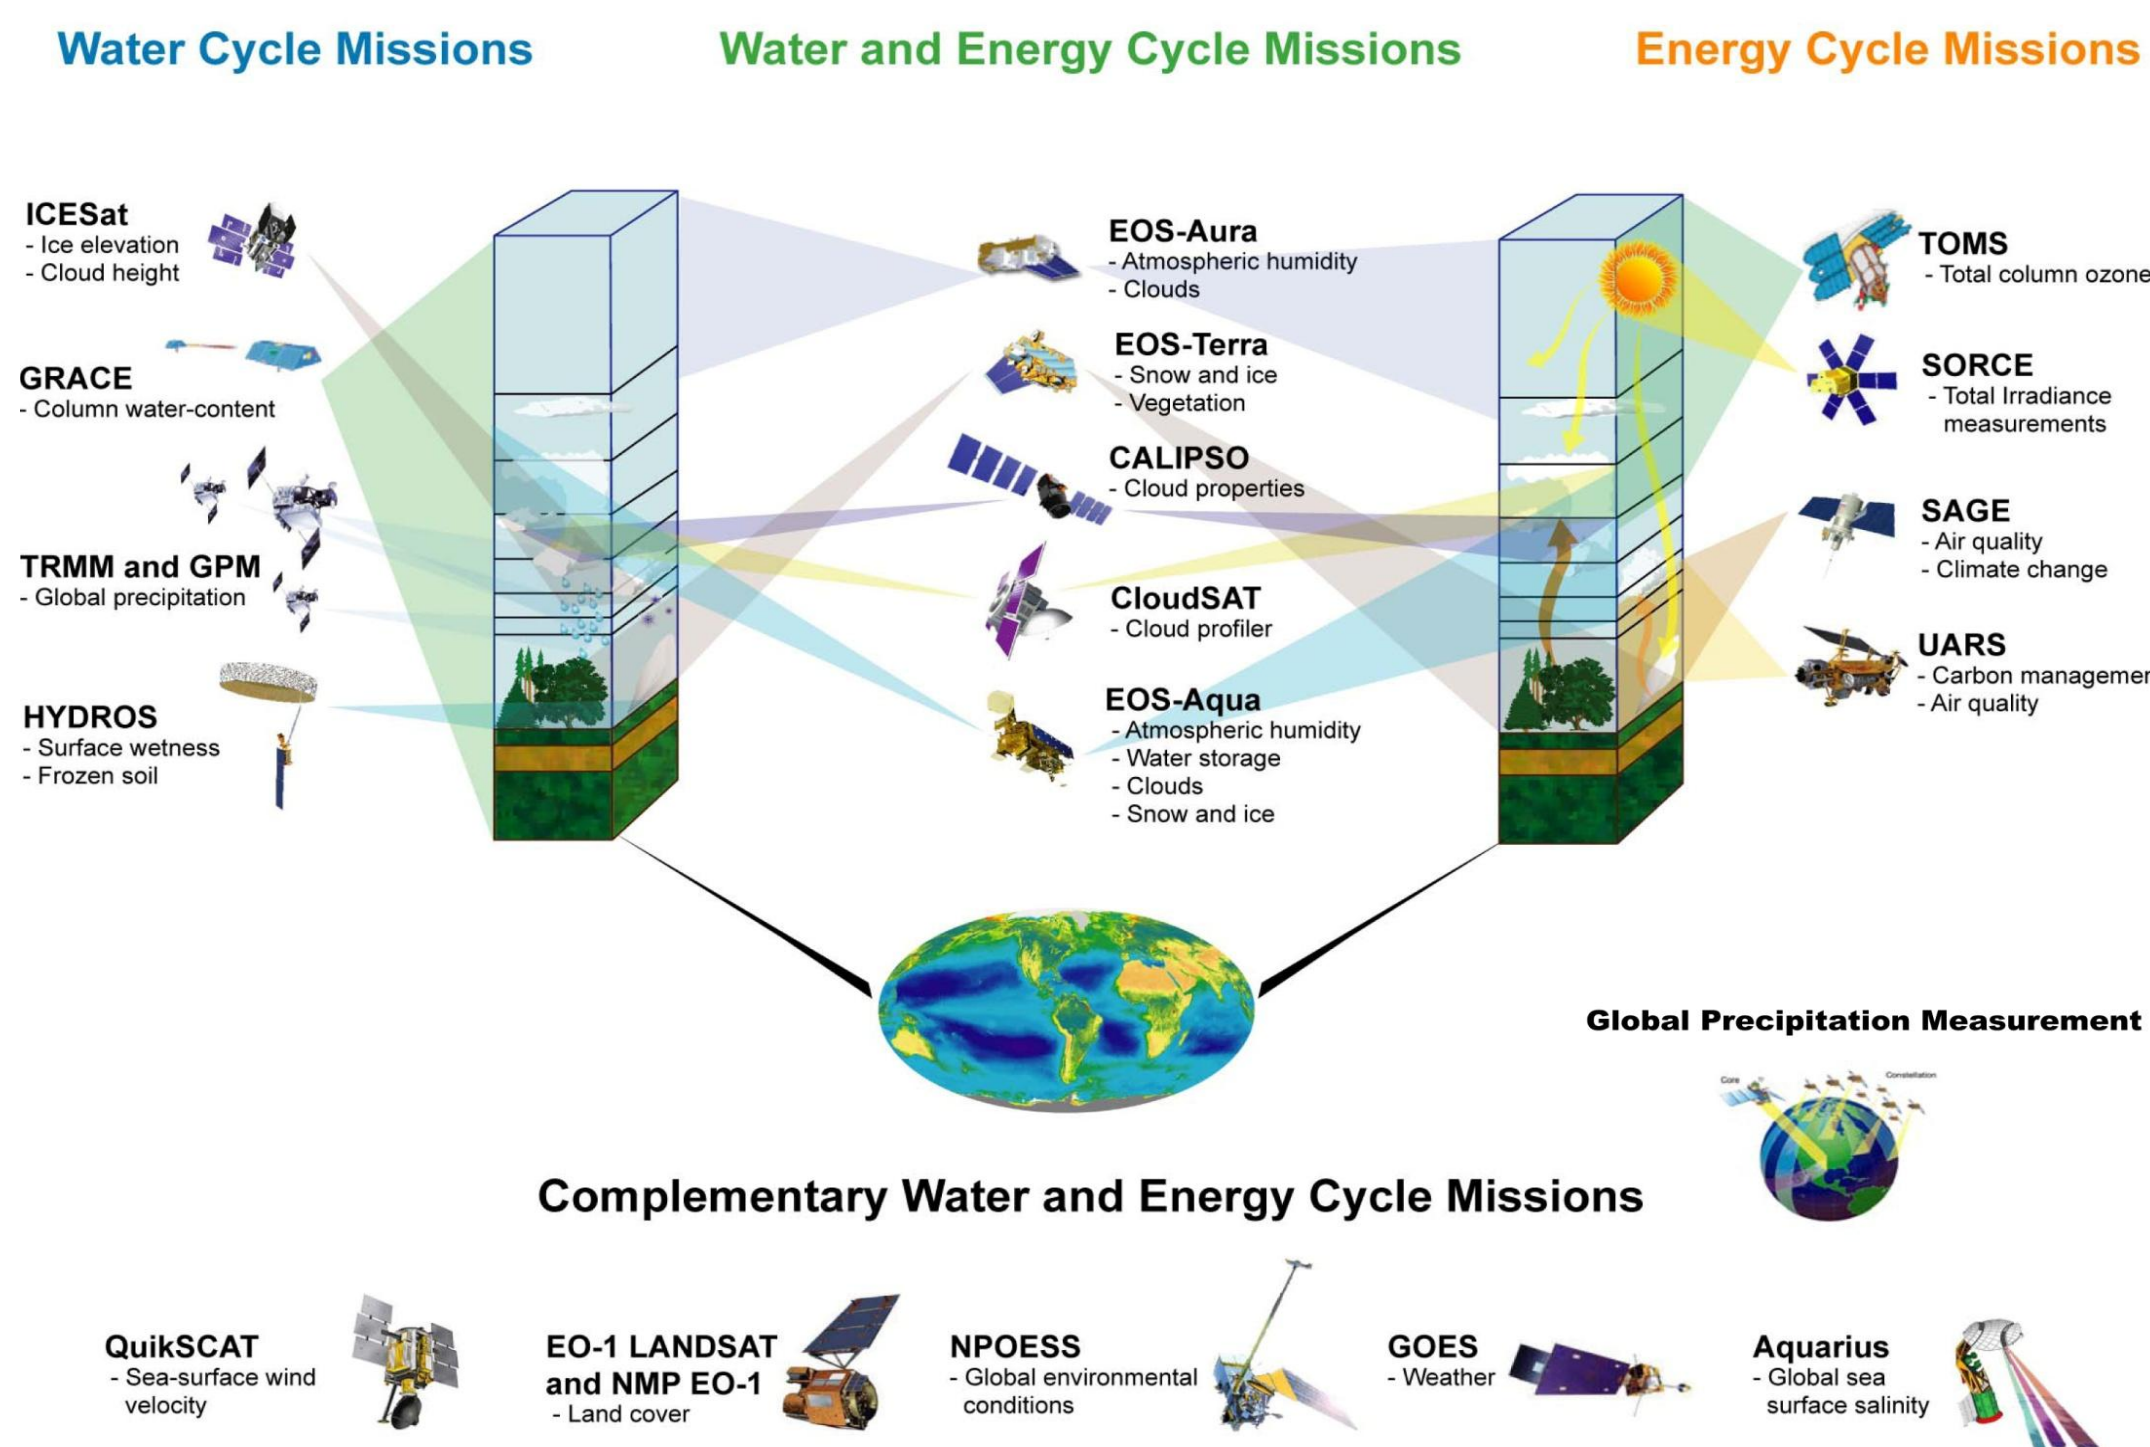 Water Cycle Missions
Water and Energy Cycle Missions
Energy Cycle Missions
ICESat
- Ice elevation
- Cloud height
GRACE
- Column water-content
TRMM and GPM
- Global precipitation
HYDROS
- Surface wetness
- Frozen soil
EOS-Aura
- Atmospheric humidity
- Clouds
EOS-Terra
- Snow and ice
- Vegetation
CALIPSO
- Cloud properties
CloudSAT
- Cloud profiler
EOS-Aqua
- Atmospheric humidity
- Water storage
- Clouds
- Snow and ice
TOMS
- Total column ozone
SORCE
- Total Irradiance
measurements
SAGE
- Air quality
- Climate change
UARS
- Carbon managemen
- Air quality
Global Precipitation Measurement
Core
Constellation
Complementary Water and Energy Cycle Missions
QuikSCAT
- Sea-surface wind
velocity
EO-1 LANDSAT
and NMP EO-1
- Land cover
NPOESS
- Global environmental
conditions
GOES
- Weather
Aquarius
- Global sea
surface salinity